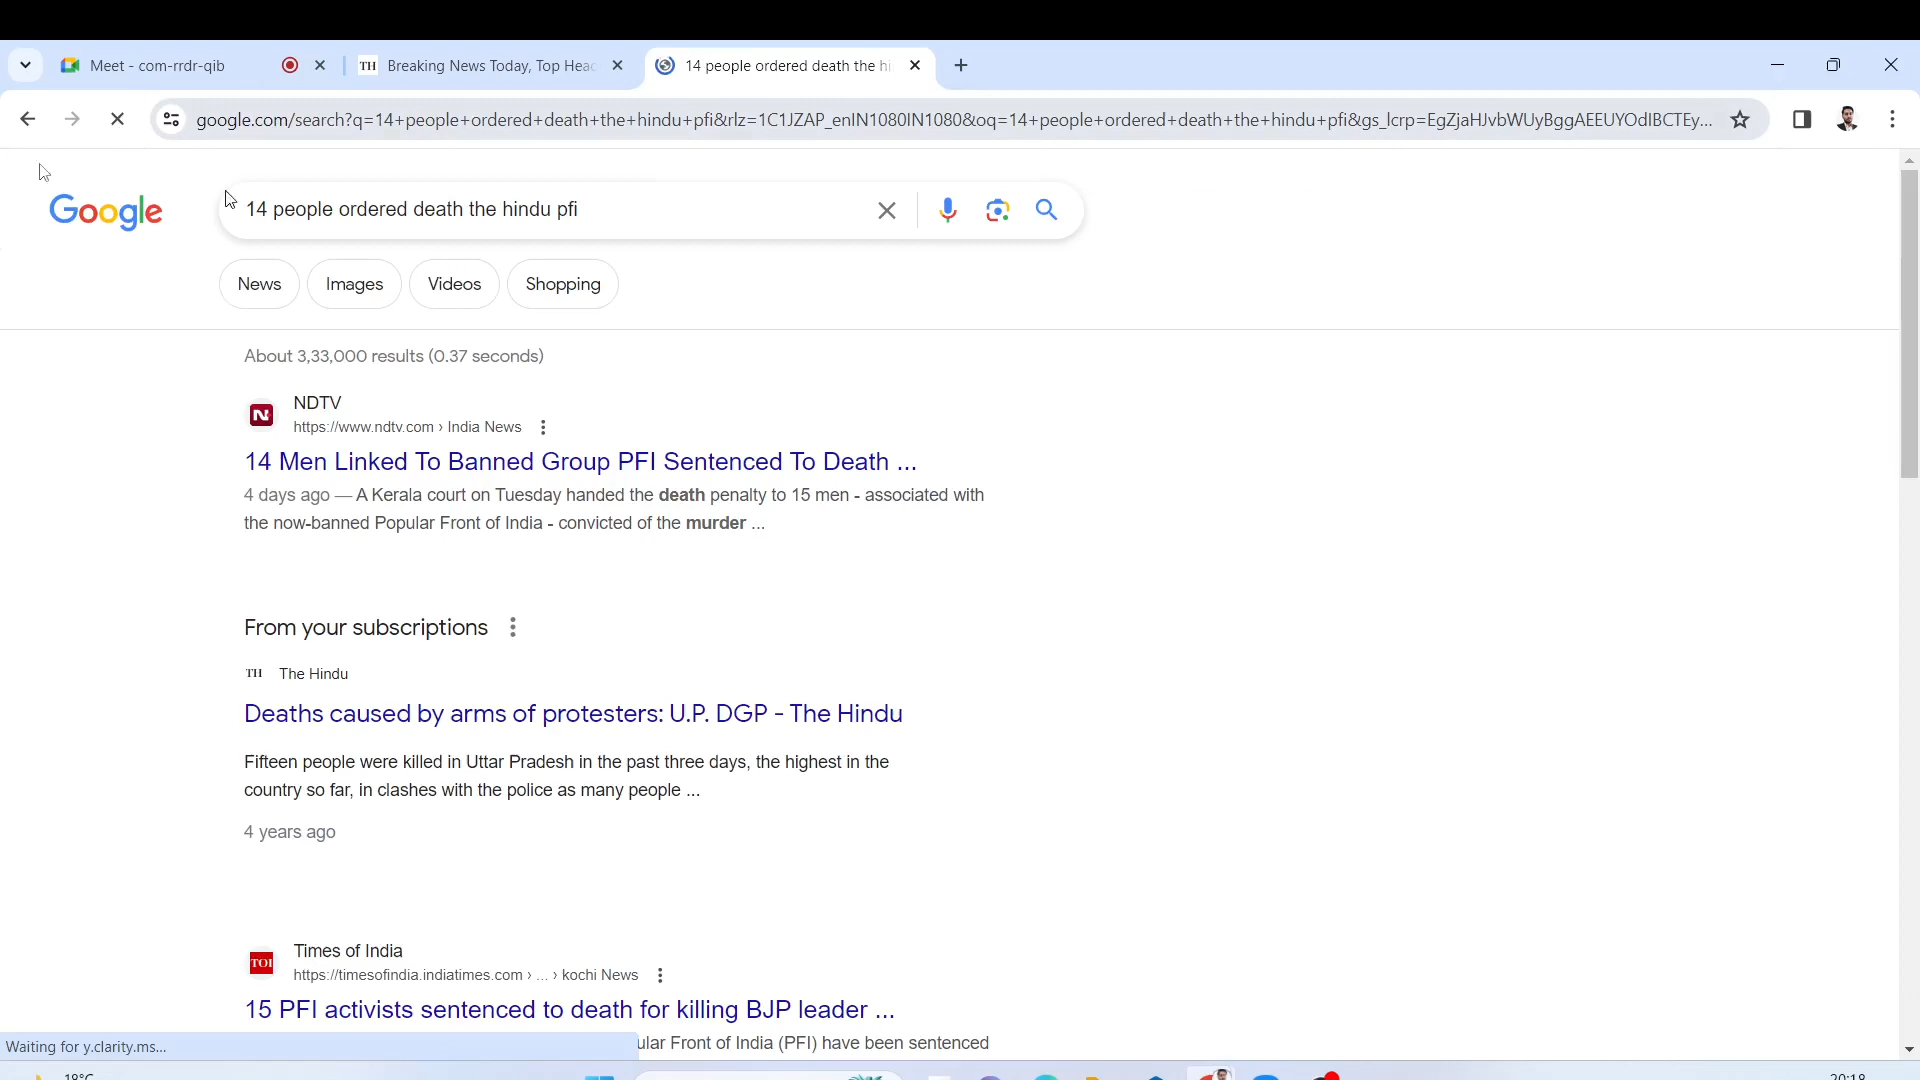 Meet - com-rrdr-qib
TH Breaking News Today, Top Head
14 people ordered death the hi
google.com/search?q=14+people+ordered+death+the+hindu+pfi&rlz=1C1JZAP_enIN1080IN1080&oq=14+people+ordered+death+the+hindu+pfi&gs_lcrp=EgZjaHJvbWUyBggAEEUYOdIBCTEy...
Google
14 people ordered death the hindu pfi
News
Images
Videos
Shopping
About 3,33,000 results (0.37 seconds)
N
NDTV
https://www.ndtv.com › India News
14 Men Linked To Banned Group PFI Sentenced To Death ...
4 days ago — A Kerala court on Tuesday handed the death penalty to 15 men - associated with
the now-banned Popular Front of India - convicted of the murder ...
From your subscriptions
TH The Hindu
Deaths caused by arms of protesters: U.P. DGP - The Hindu
Fifteen people were killed in Uttar Pradesh in the past three days, the highest in the
country so far, in clashes with the police as many people ...
4 years ago
TOI
Times of India
https://timesofindia.indiatimes.com › ... › kochi News
15 PFI activists sentenced to death for killing BJP leader ...
ular Front of India (PFI) have been sentenced
Waiting for y.clarity.ms...
18°C
20:18